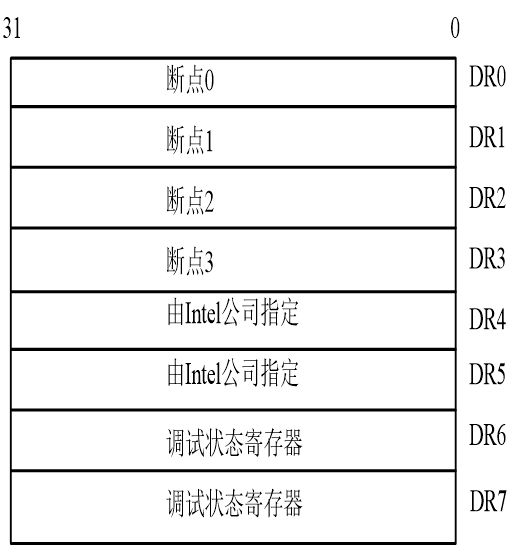 31 0
断点0 DR0
断点1 DR1
断点2 DR2
断点3 DR3
由Intel公司指定 DR4
由Intel公司指定 DR5
调试状态寄存器 DR6
调试状态寄存器 DR7